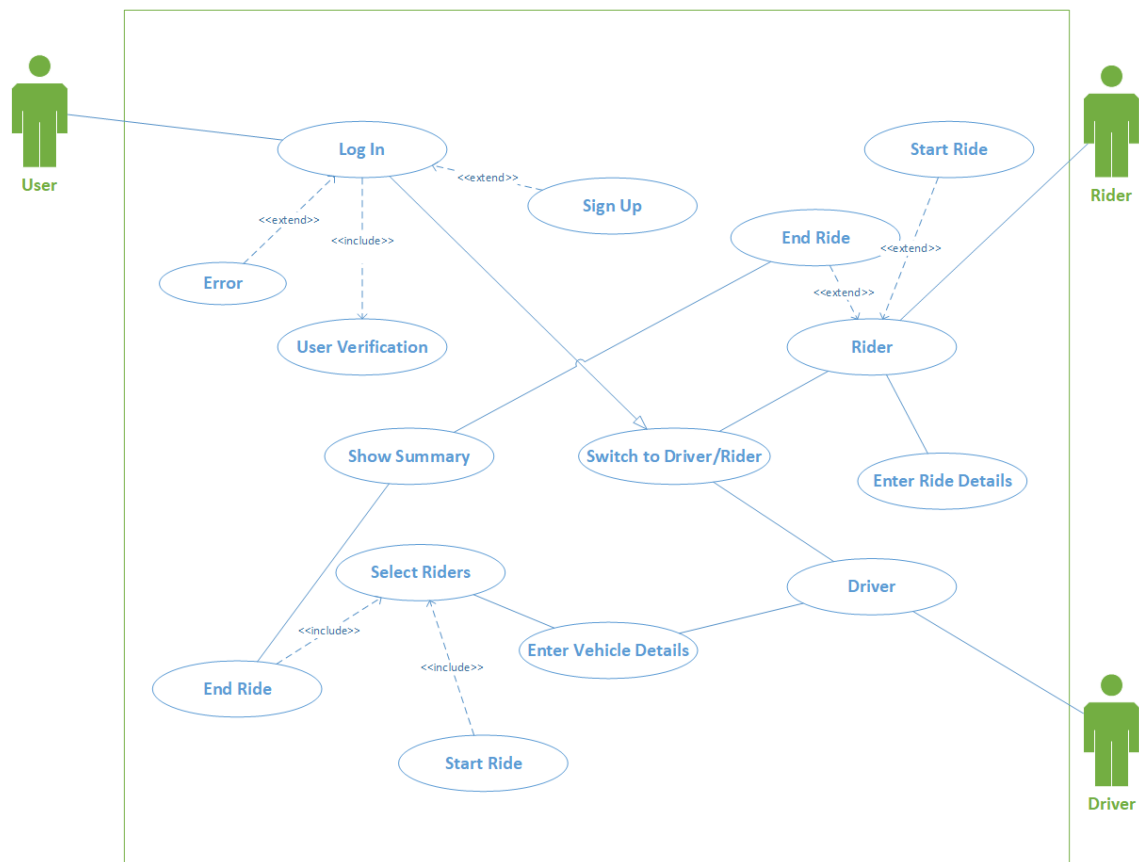 Log In
Start Ride
User
<<extend>>
Rider
Sign Up
<<extend>>
End Ride
<<include>>
<<extend>>
Error
<<extend>>
User Verification
Rider
Show Summary
Switch to Driver/Rider
Enter Ride Details
Select Riders
Driver
<<include>>
Enter Vehicle Details
<<include>>
End Ride
Start Ride
Driver